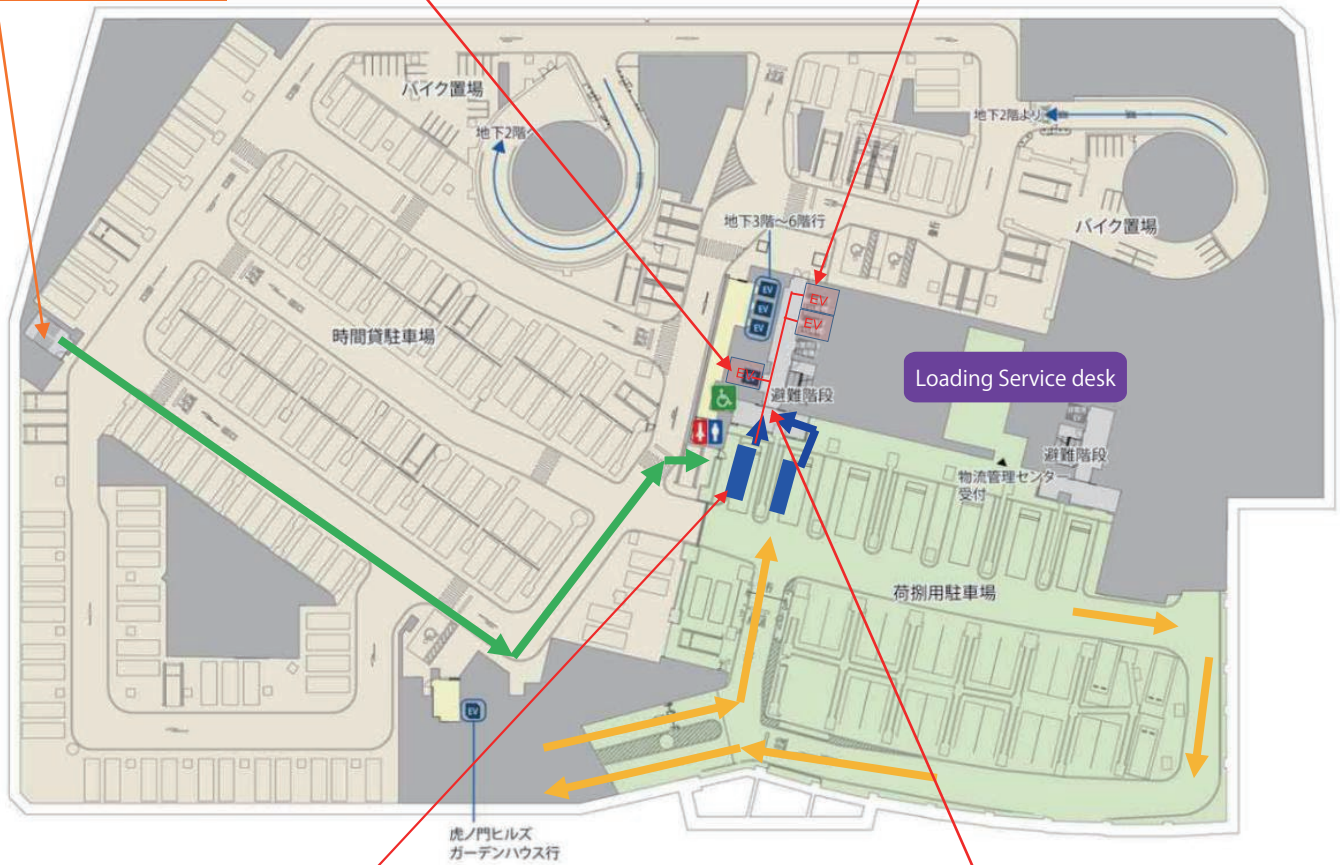 バイク置場
地下2階へ
地下2階より
バイク置場
地下3階~6階行
EV
EV
EV
EV
EV
時間貸駐車場
EV
避難階段
Loading Service desk
避難階段
物流管理センター
受付
荷捌用駐車場
EV
虎ノ門ヒルズ
ガーデンハウス行